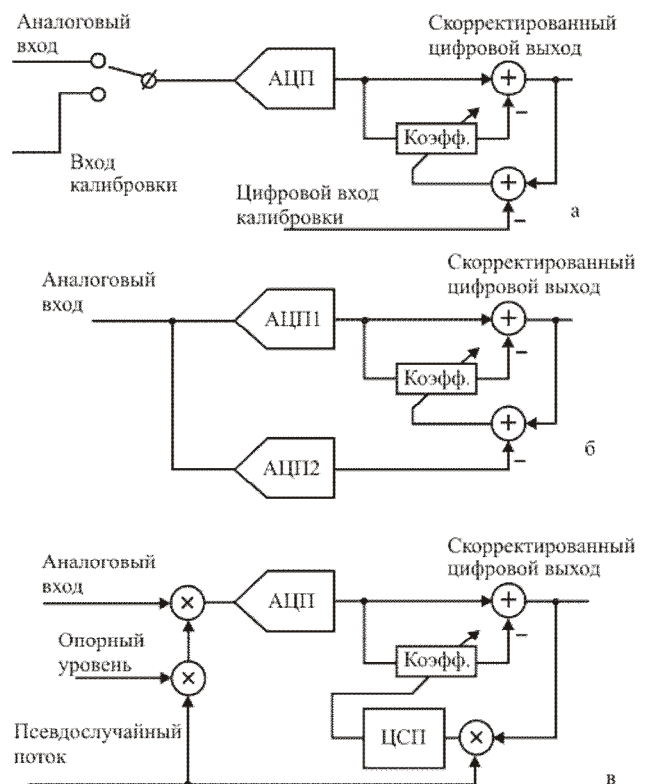 Аналоговый
вход
Скорректированный
цифровой выход
АЦП
+
−
Коэфф.
Вход
калибровки
+
Цифровой вход
калибровки
−
а
Аналоговый
вход
Скорректированный
цифровой выход
АЦП1
+
−
Коэфф.
+
АЦП2
−
б
Аналоговый
вход
Скорректированный
цифровой выход
×
АЦП
+
−
Опорный
уровень
Коэфф.
×
Псевдослучайный
поток
ЦСП
×
в